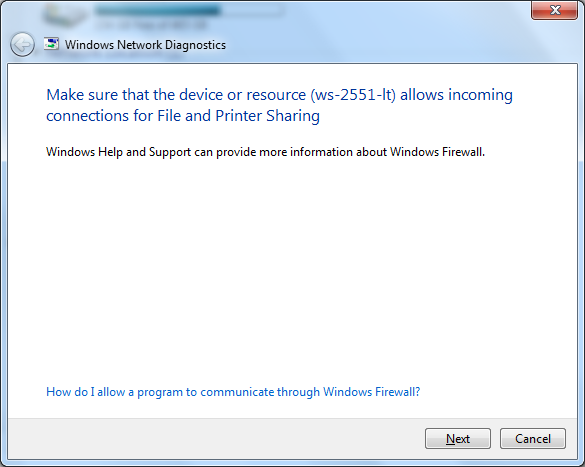 Windows Network Diagnostics
Make sure that the device or resource (ws-2551-lt) allows incoming
connections for File and Printer Sharing
Windows Help and Support can provide more information about Windows Firewall.
How do I allow a program to communicate through Windows Firewall?
Next
Cancel